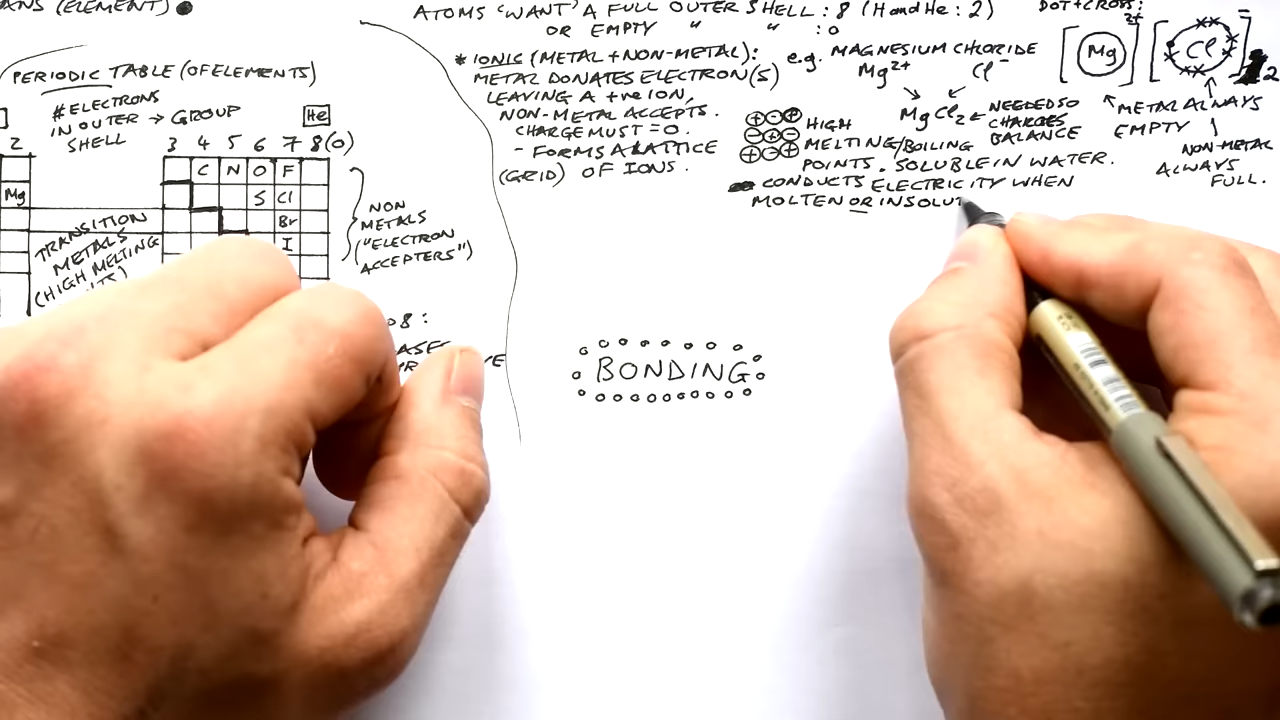 ANS (ELEMENT)
PERIODIC TABLE (OF ELEMENTS)
# ELECTRONS
IN OUTER → GROUP
SHELL
He
2 3 4 5 6 7 8(0)
C N O F
Mg S Cl
Br
I
TRANSITION
METALS
(HIGH MELTING
NON
METALS
("ELECTRON
ACCEPTERS")
8:
ATOMS 'WANT' A FULL OUTER SHELL: 8 (H and He: 2)
OR EMPTY " " : 0
* IONIC (METAL + NON-METAL):
METAL DONATES ELECTRON(S)
LEAVING A +ve ION,
NON-METAL ACCEPTS.
CHARGE MUST = 0.
- FORMS A LATTICE
(GRID) OF IONS.
e.g. MAGNESIUM CHLORIDE
Mg2+ Cl-
MgCl2 ← NEEDED SO
CHARGES
BALANCE
+ - +
- + -
+ - +
HIGH
MELTING/BOILING
POINTS. SOLUBLE IN WATER.
CONDUCTS ELECTRICITY WHEN
MOLTEN OR IN SOLUT
DOT+CROSS:
[Mg]2+ [Cl]- 2
METAL ALWAYS
EMPTY
NON-METAL
ALWAYS
FULL.
BONDING